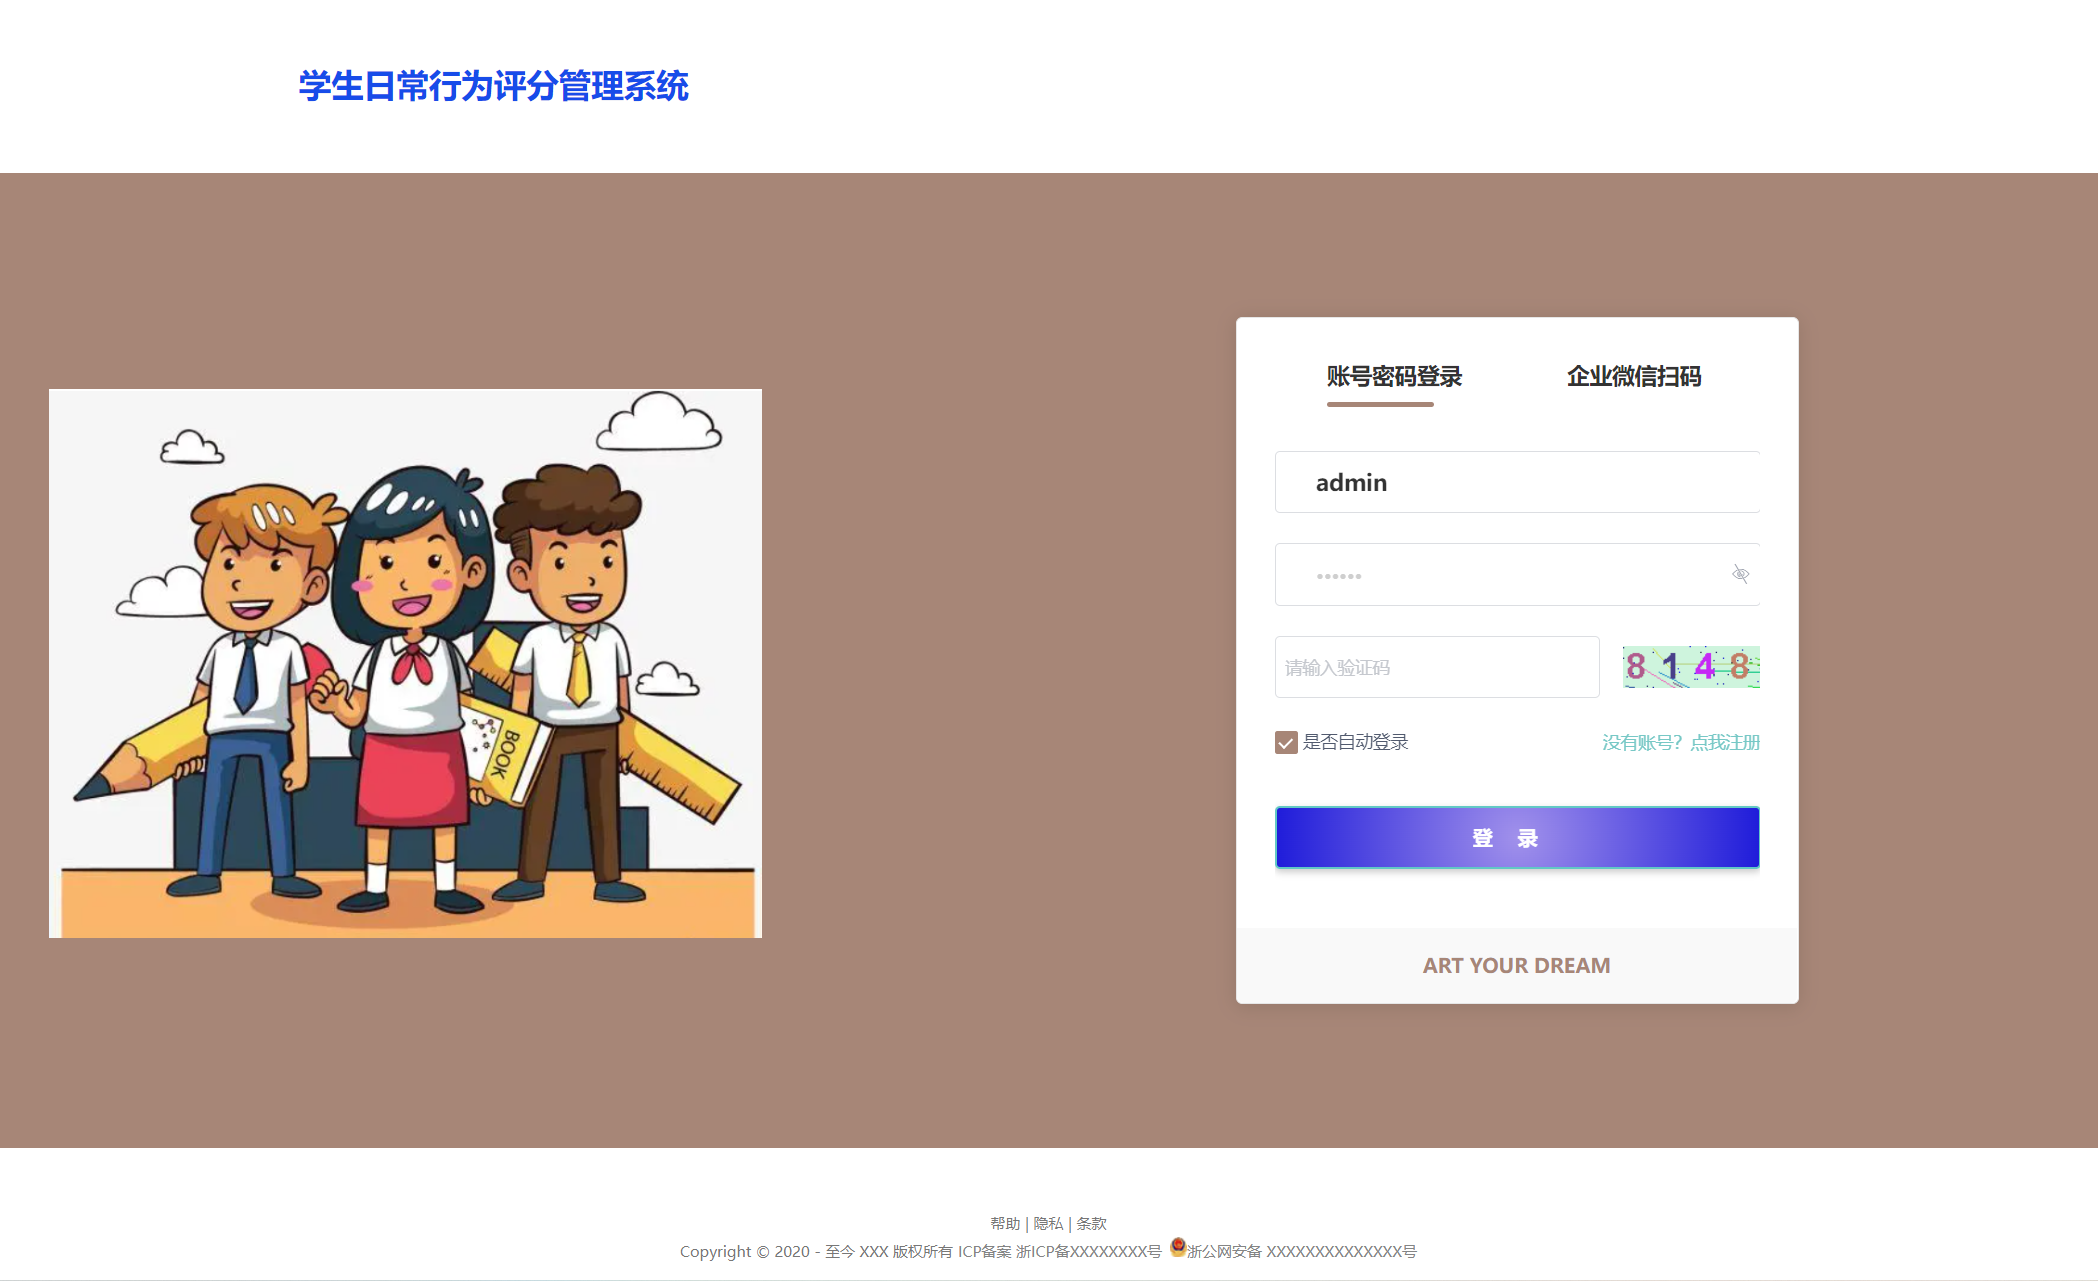 学生日常行为评分管理系统
BOOK
账号密码登录 企业微信扫码
admin
••••••
请输入验证码 8148
是否自动登录 没有账号？点我注册
登 录
ART YOUR DREAM
帮助 | 隐私 | 条款
Copyright © 2020 - 至今 XXX 版权所有 ICP备案 浙ICP备XXXXXXXX号 浙公网安备 XXXXXXXXXXXXXX号